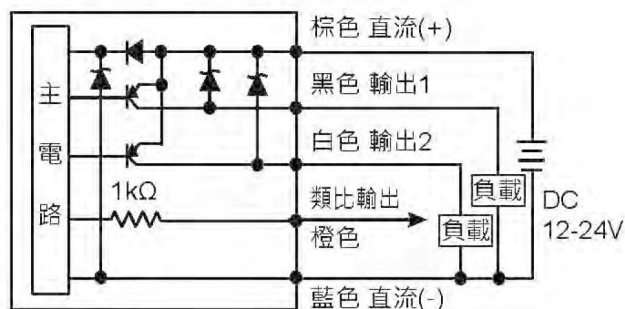 棕色 直流(+)
主
黑色 輸出1
電
白色 輸出2
1kΩ
路
類比輸出
橙色
負載
負載
DC
12-24V
藍色 直流(-)